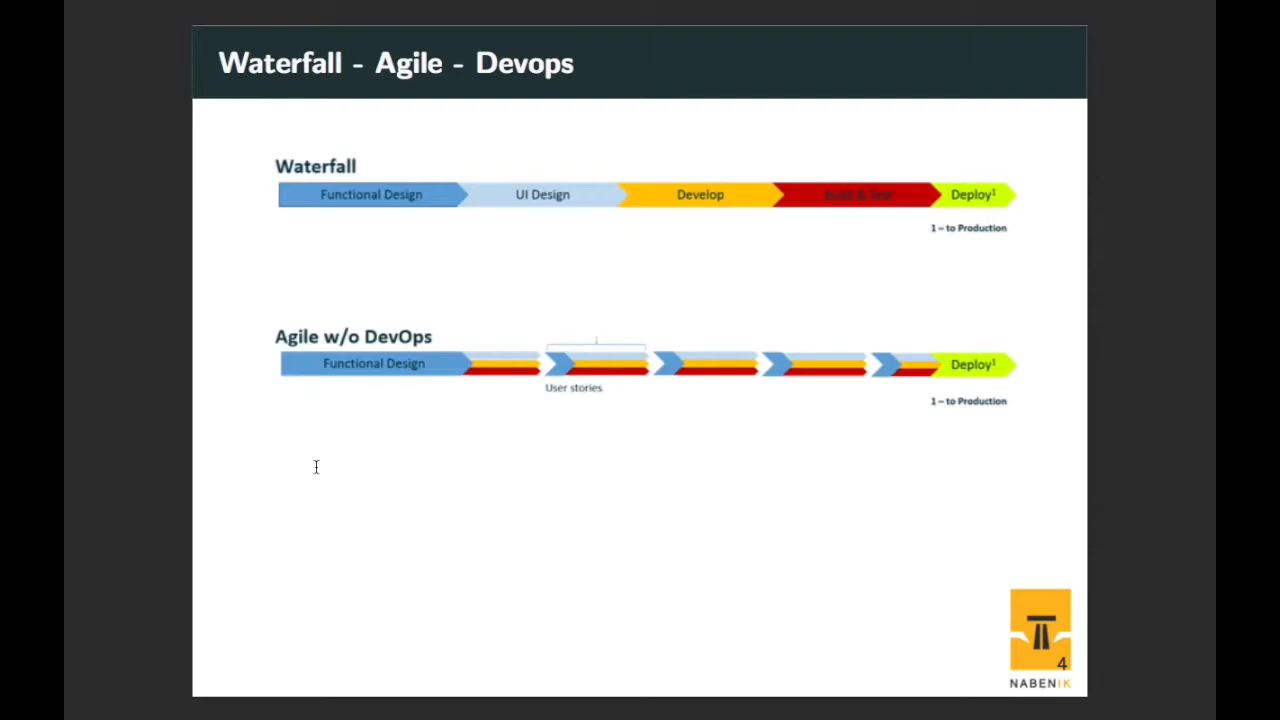 Waterfall - Agile - Devops
Waterfall
Functional Design
UI Design
Develop
Build & Test
Deploy¹
1 – to Production
Agile w/o DevOps
Functional Design
Deploy¹
User stories
1 – to Production
4
NABENIK